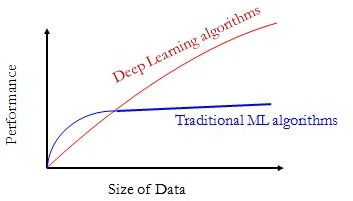 Deep Learning algorithms
Performance
Traditional ML algorithms
Size of Data